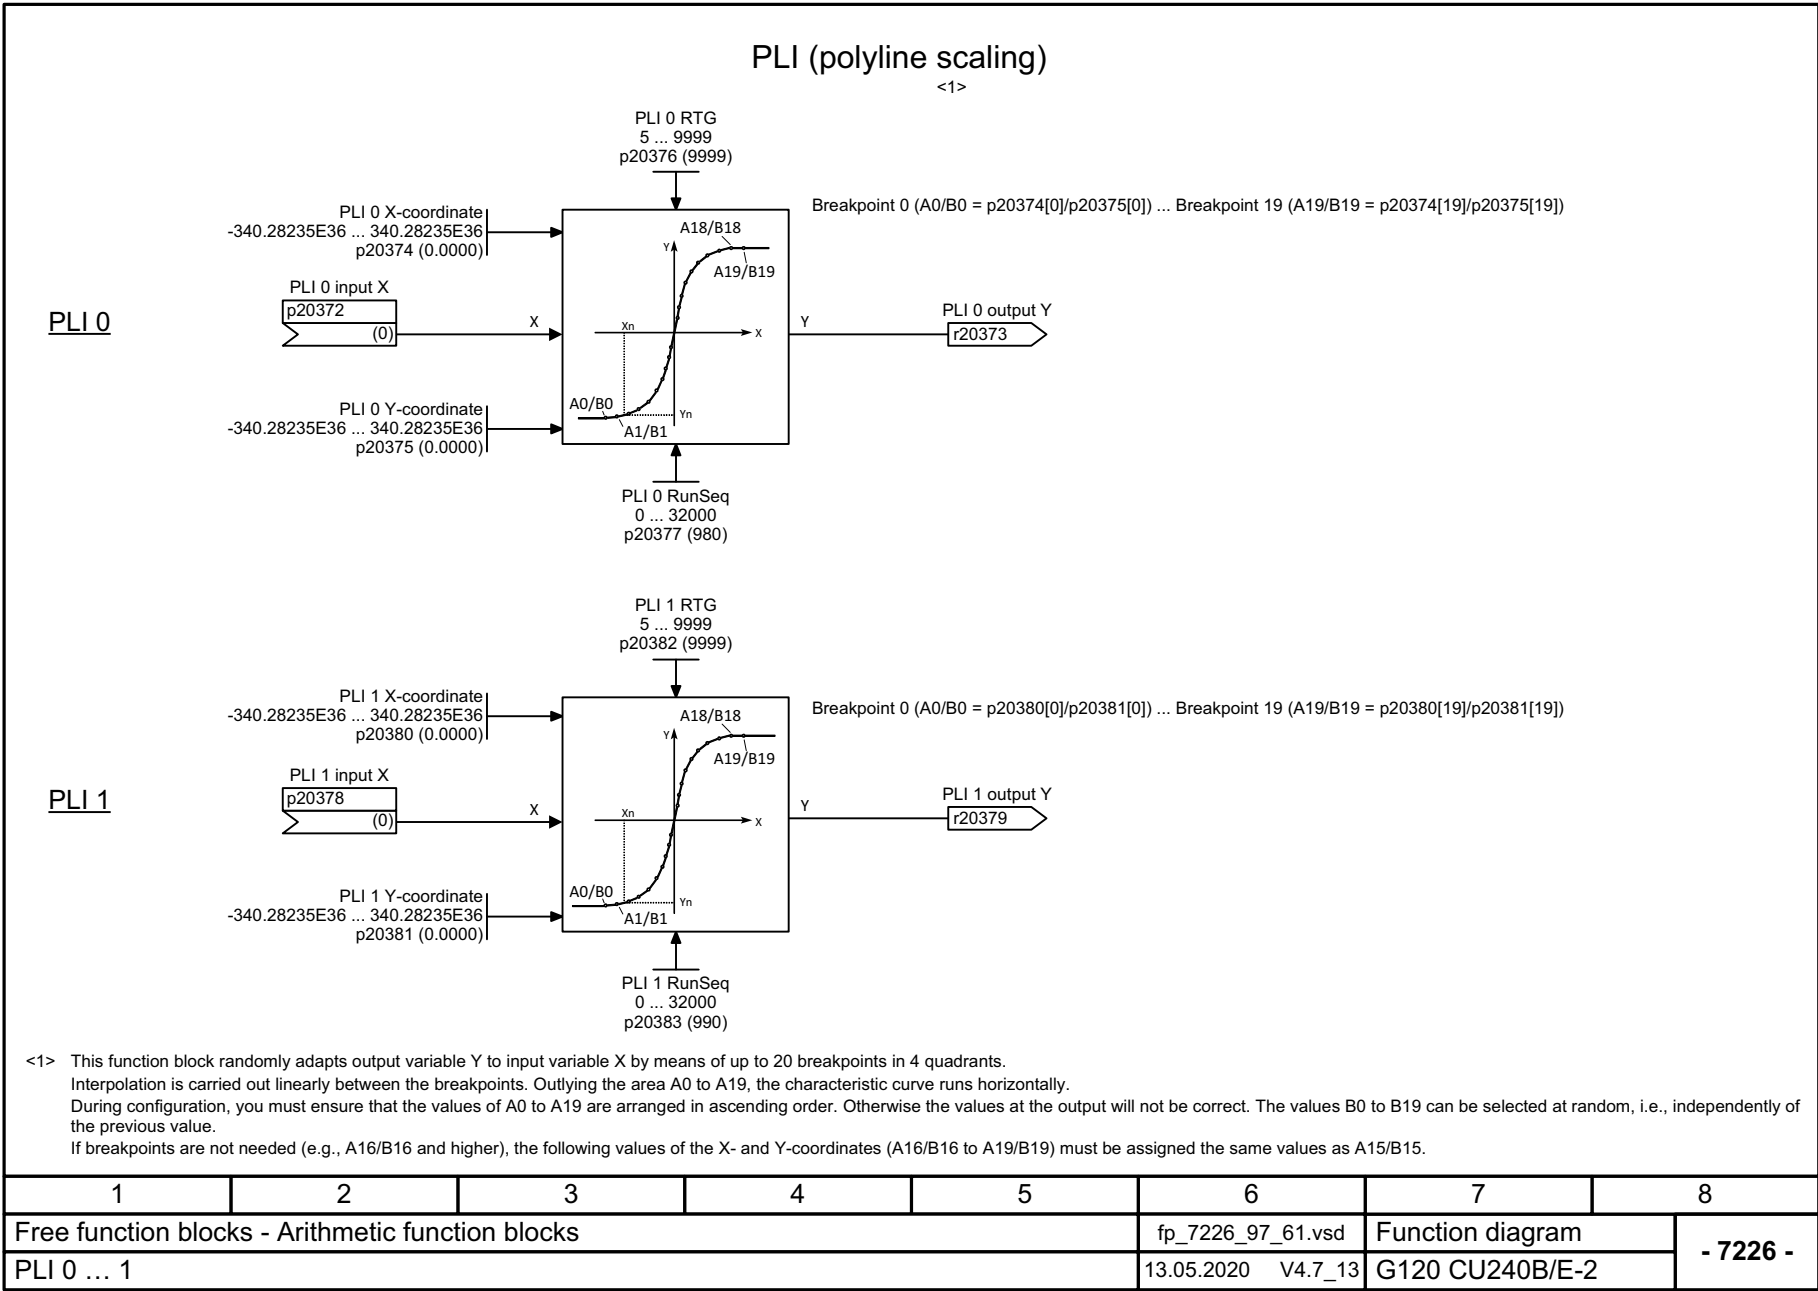 PLI (polyline scaling)
<1>
PLI 0 RTG
5 ... 9999
p20376 (9999)
PLI 0 X-coordinate
-340.28235E36 ... 340.28235E36
p20374 (0.0000)
Breakpoint 0 (A0/B0 = p20374[0]/p20375[0]) ... Breakpoint 19 (A19/B19 = p20374[19]/p20375[19])
A18/B18
Y
A19/B19
PLI 0
PLI 0 input X
p20372
(0)
X
Xn
X
Y
PLI 0 output Y
r20373
PLI 0 Y-coordinate
-340.28235E36 ... 340.28235E36
p20375 (0.0000)
A0/B0
Yn
A1/B1
PLI 0 RunSeq
0 ... 32000
p20377 (980)
PLI 1 RTG
5 ... 9999
p20382 (9999)
PLI 1 X-coordinate
-340.28235E36 ... 340.28235E36
p20380 (0.0000)
Breakpoint 0 (A0/B0 = p20380[0]/p20381[0]) ... Breakpoint 19 (A19/B19 = p20380[19]/p20381[19])
A18/B18
Y
A19/B19
PLI 1
PLI 1 input X
p20378
(0)
X
Xn
X
Y
PLI 1 output Y
r20379
PLI 1 Y-coordinate
-340.28235E36 ... 340.28235E36
p20381 (0.0000)
A0/B0
Yn
A1/B1
PLI 1 RunSeq
0 ... 32000
p20383 (990)
<1> This function block randomly adapts output variable Y to input variable X by means of up to 20 breakpoints in 4 quadrants.
Interpolation is carried out linearly between the breakpoints. Outlying the area A0 to A19, the characteristic curve runs horizontally.
During configuration, you must ensure that the values of A0 to A19 are arranged in ascending order. Otherwise the values at the output will not be correct. The values B0 to B19 can be selected at random, i.e., independently of
the previous value.
If breakpoints are not needed (e.g., A16/B16 and higher), the following values of the X- and Y-coordinates (A16/B16 to A19/B19) must be assigned the same values as A15/B15.
1 2 3 4 5 6 7 8
Free function blocks - Arithmetic function blocks
fp_7226_97_61.vsd
Function diagram
- 7226 -
PLI 0 … 1
13.05.2020 V4.7_13
G120 CU240B/E-2